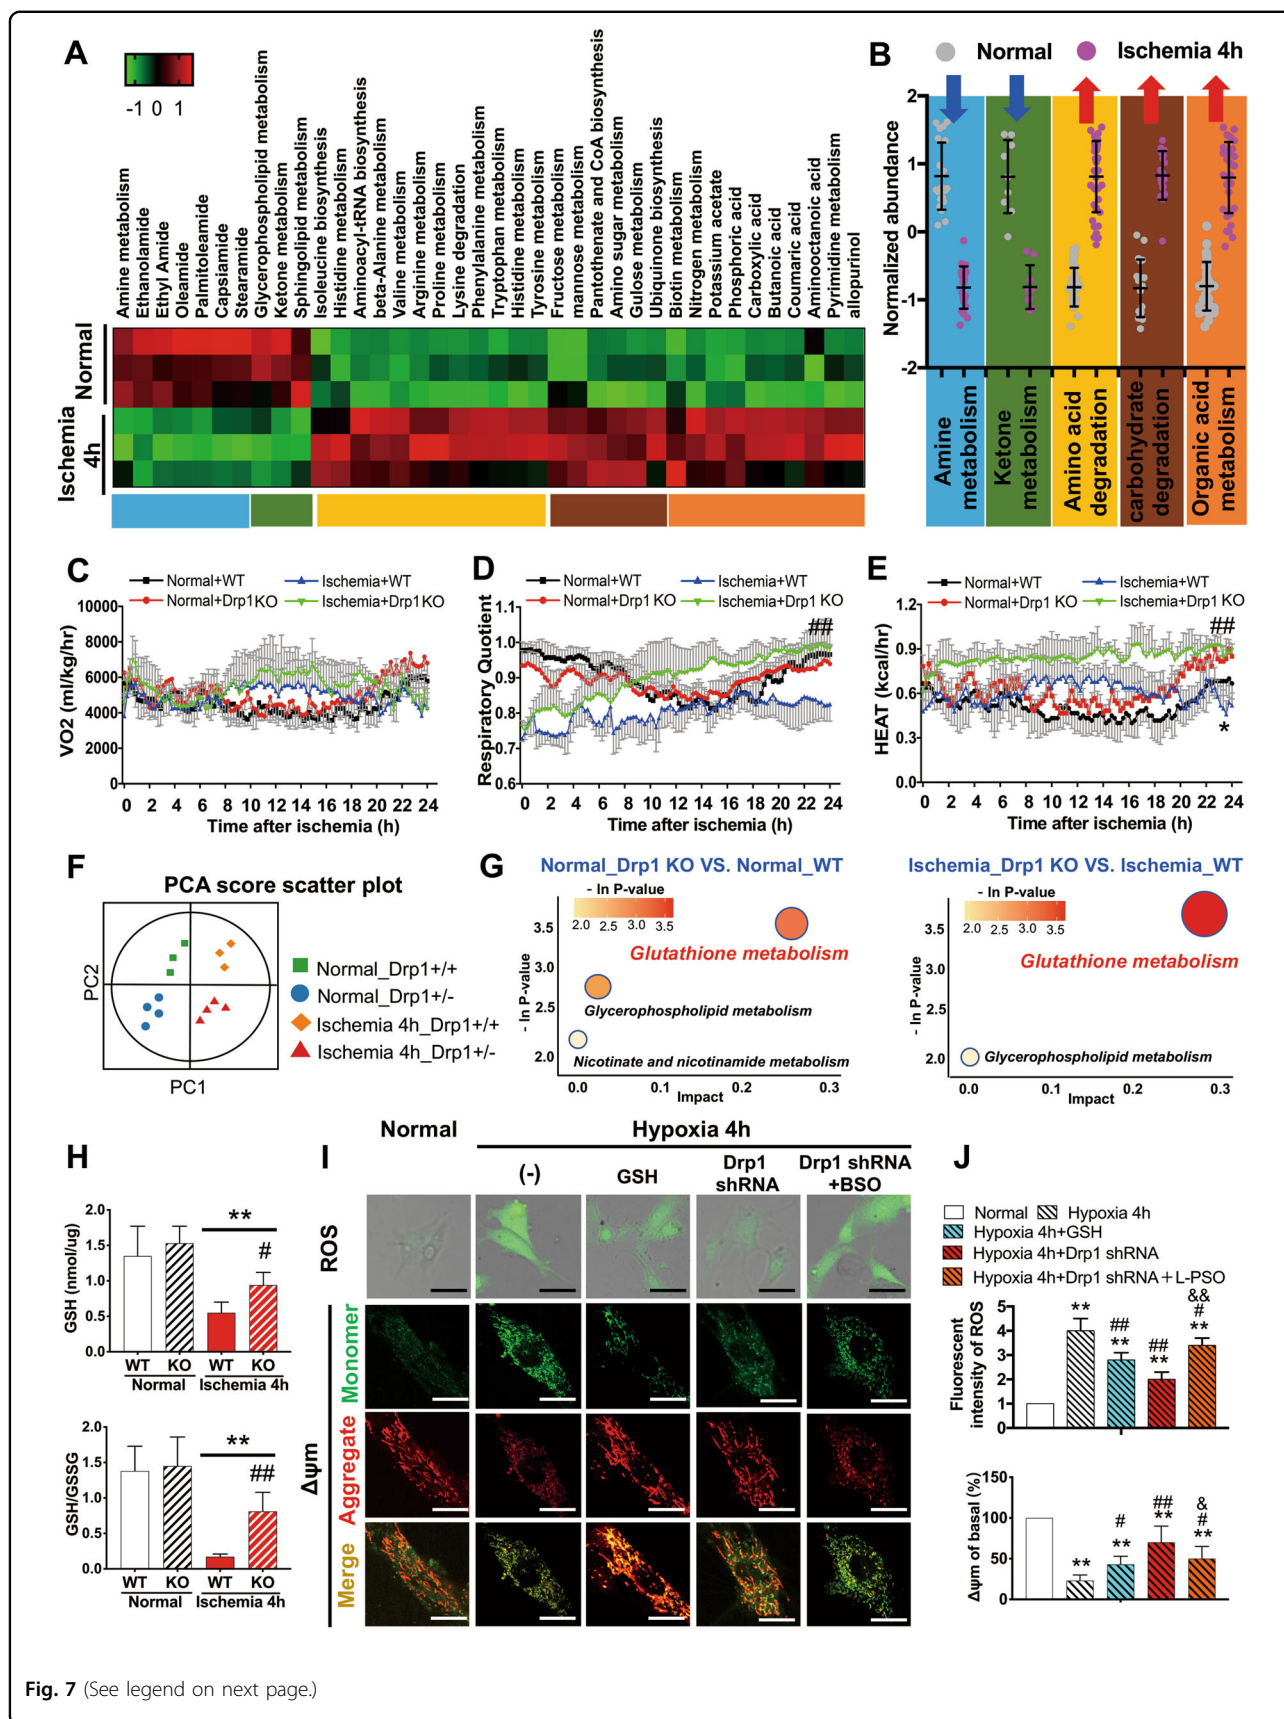 A
-1 0 1
Amine metabolism
Ethanolamide
Ethyl Amide
Oleamide
Palmitoleamide
Capsiamide
Stearamide
Glycerophospholipid metabolism
Ketone metabolism
Sphingolipid metabolism
Isoleucine biosynthesis
Histidine metabolism
Aminoacyl-tRNA biosynthesis
beta-Alanine metabolism
Valine metabolism
Arginine metabolism
Proline metabolism
Lysine degradation
Phenylalanine metabolism
Tryptophan metabolism
Histidine metabolism
Tyrosine metabolism
Fructose metabolism
mannose metabolism
Pantothenate and CoA biosynthesis
Amino sugar metabolism
Gulose metabolism
Ubiquinone biosynthesis
Biotin metabolism
Nitrogen metabolism
Potassium acetate
Phosphoric acid
Carboxylic acid
Butanoic acid
Coumaric acid
Aminooctanoic acid
Pyrimidine metabolism
allopurinol
Normal
Ischemia
4h
B
Normal Ischemia 4h
Normalized abundance
2
1
0
-1
-2
Amine
metabolism
Ketone
metabolism
Amino acid
degradation
carbohydrate
degradation
Organic acid
metabolism
C
Normal+WT Ischemia+WT
Normal+Drp1KO Ischemia+Drp1KO
VO2 (ml/kg/hr)
10000
8000
6000
4000
2000
0
0 2 4 6 8 10 12 14 16 18 20 22 24
Time after ischemia (h)
D
Normal+WT Ischemia+WT
Normal+Drp1 KO Ischemia+Drp1 KO
Respiratory Quotient
1.1
1.0
0.9
0.8
0.7
0.6
##
0 2 4 6 8 10 12 14 16 18 20 22 24
Time after ischemia (h)
E
Normal+WT Ischemia+WT
Normal+Drp1 KO Ischemia+Drp1 KO
HEAT (kcal/hr)
1.2
0.9
0.6
0.3
0.0
##
*
0 2 4 6 8 10 12 14 16 18 20 22 24
Time after ischemia (h)
F
PCA score scatter plot
PC2
PC1
Normal_Drp1+/+
Normal_Drp1+/-
Ischemia 4h_Drp1+/+
Ischemia 4h_Drp1+/-
G
Normal_Drp1 KO VS. Normal_WT
- ln P-value
2.0 2.5 3.0 3.5
- ln P-value
3.5
3.0
2.0
Glutathione metabolism
Glycerophospholipid metabolism
Nicotinate and nicotinamide metabolism
0.0 0.1 0.2 0.3
Impact
Ischemia_Drp1 KO VS. Ischemia_WT
- ln P-value
2.0 2.5 3.0 3.5
- ln P-value
3.5
3.0
2.0
Glutathione metabolism
Glycerophospholipid metabolism
0.0 0.1 0.2 0.3
Impact
H
GSH (nmol/ug)
2.0
1.5
1.0
0.5
0.0
**
#
WT KO WT KO
Normal Ischemia 4h
GSH/GSSG
2.0
1.5
1.0
0.5
0.0
**
##
WT KO WT KO
Normal Ischemia 4h
I
Normal Hypoxia 4h
(-) GSH Drp1 shRNA Drp1 shRNA +BSO
ROS
Δψm
Monomer
Aggregate
Merge
J
Normal Hypoxia 4h
Hypoxia 4h+GSH
Hypoxia 4h+Drp1 shRNA
Hypoxia 4h+Drp1 shRNA+L-PSO
Fluorescent
intensity of ROS
5
4
3
2
1
0
**
##
**
##
**
&&
#
**
Δψm of basal (%)
150
100
50
0
**
#
**
##
**
&
#
**
Fig. 7 (See legend on next page.)